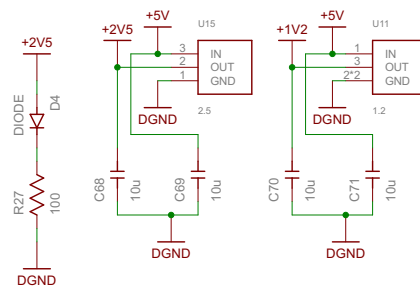 +2V5
DIODE
D4
R27
100
DGND
+2V5
+5V
U15
3
IN
2
OUT
1
GND
DGND
2.5
C68
10u
C69
10u
DGND
+1V2
+5V
U11
1
IN
3
OUT
2*2
GND
DGND
1.2
C70
10u
C71
10u
DGND